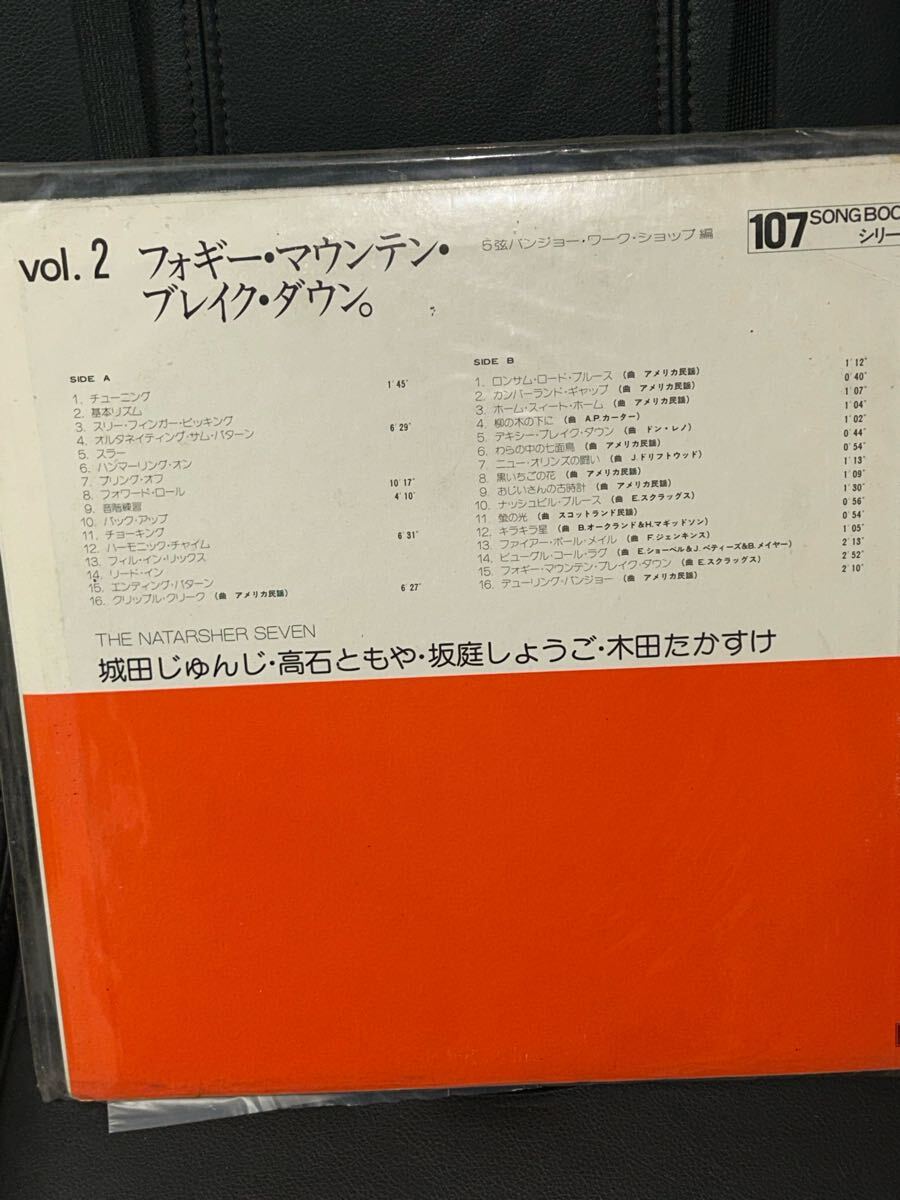 vol. 2 フォギー・マウンテン・
ブレイク・ダウン。
5弦バンジョー・ワーク・ショップ編
107 SONG BOO
シリー
SIDE A
1. チューニング 1'45"
2. 基本リズム
3. スリー・フィンガー・ピッキング
4. オルタネイティング・サム・パターン 6'29"
5. スラー
6. ハンマーリング・オン
7. プリング・オフ
8. フォワード・ロール 10'17"
9. 音階練習 4'10"
10. バック・アップ
11. チョーキング
12. ハーモニック・チャイム 6'31"
13. フィル・イン・リックス
14. リード・イン
15. エンディング・パターン
16. クリップル・クリーク (曲 アメリカ民謡) 6'27"
SIDE B
1. ロンサム・ロード・ブルース (曲 アメリカ民謡) 1'12"
2. カンバーランド・ギャップ (曲 アメリカ民謡) 0'40"
3. ホーム・スィート・ホーム (曲 アメリカ民謡) 1'07"
4. 柳の木の下に (曲 A.P.カーター) 1'04"
5. デキシー・ブレイク・ダウン (曲 ドン・レノ) 1'02"
6. わらの中の七面鳥 (曲 アメリカ民謡) 0'44"
7. ニュー・オリンズの闘い (曲 J.ドリフトウッド) 0'54"
8. 黒いちごの花 (曲 アメリカ民謡) 1'13"
9. おじいさんの古時計 (曲 アメリカ民謡) 1'09"
10. ナッシュビル・ブルース (曲 E.スクラッグス) 1'30"
11. 螢の光 (曲 スコットランド民謡) 0'56"
12. キラキラ星 (曲 B.オークランド&H.マギッドソン) 0'54"
13. ファイアー・ボール・メイル (曲 F.ジェンキンス) 1'05"
14. ビューグル・コール・ラグ (曲 E.ショーベル&J.ペティーズ&B.メイヤー) 2'13"
15. フォギー・マウンテン・ブレイク・ダウン (曲 E.スクラッグス) 2'52"
16. デューリング・バンジョー (曲 アメリカ民謡) 2'10"
THE NATARSHER SEVEN
城田じゅんじ・高石ともや・坂庭しょうご・木田たかすけ